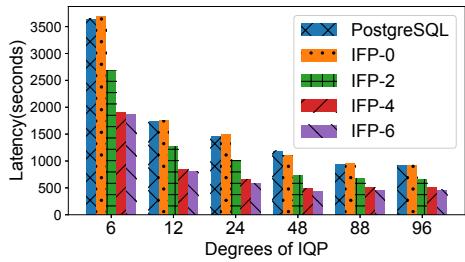 Latency(seconds)
3500
3000
2500
2000
1500
1000
500
0
PostgreSQL
IFP-0
IFP-2
IFP-4
IFP-6
6 12 24 48 88 96
Degrees of IQP